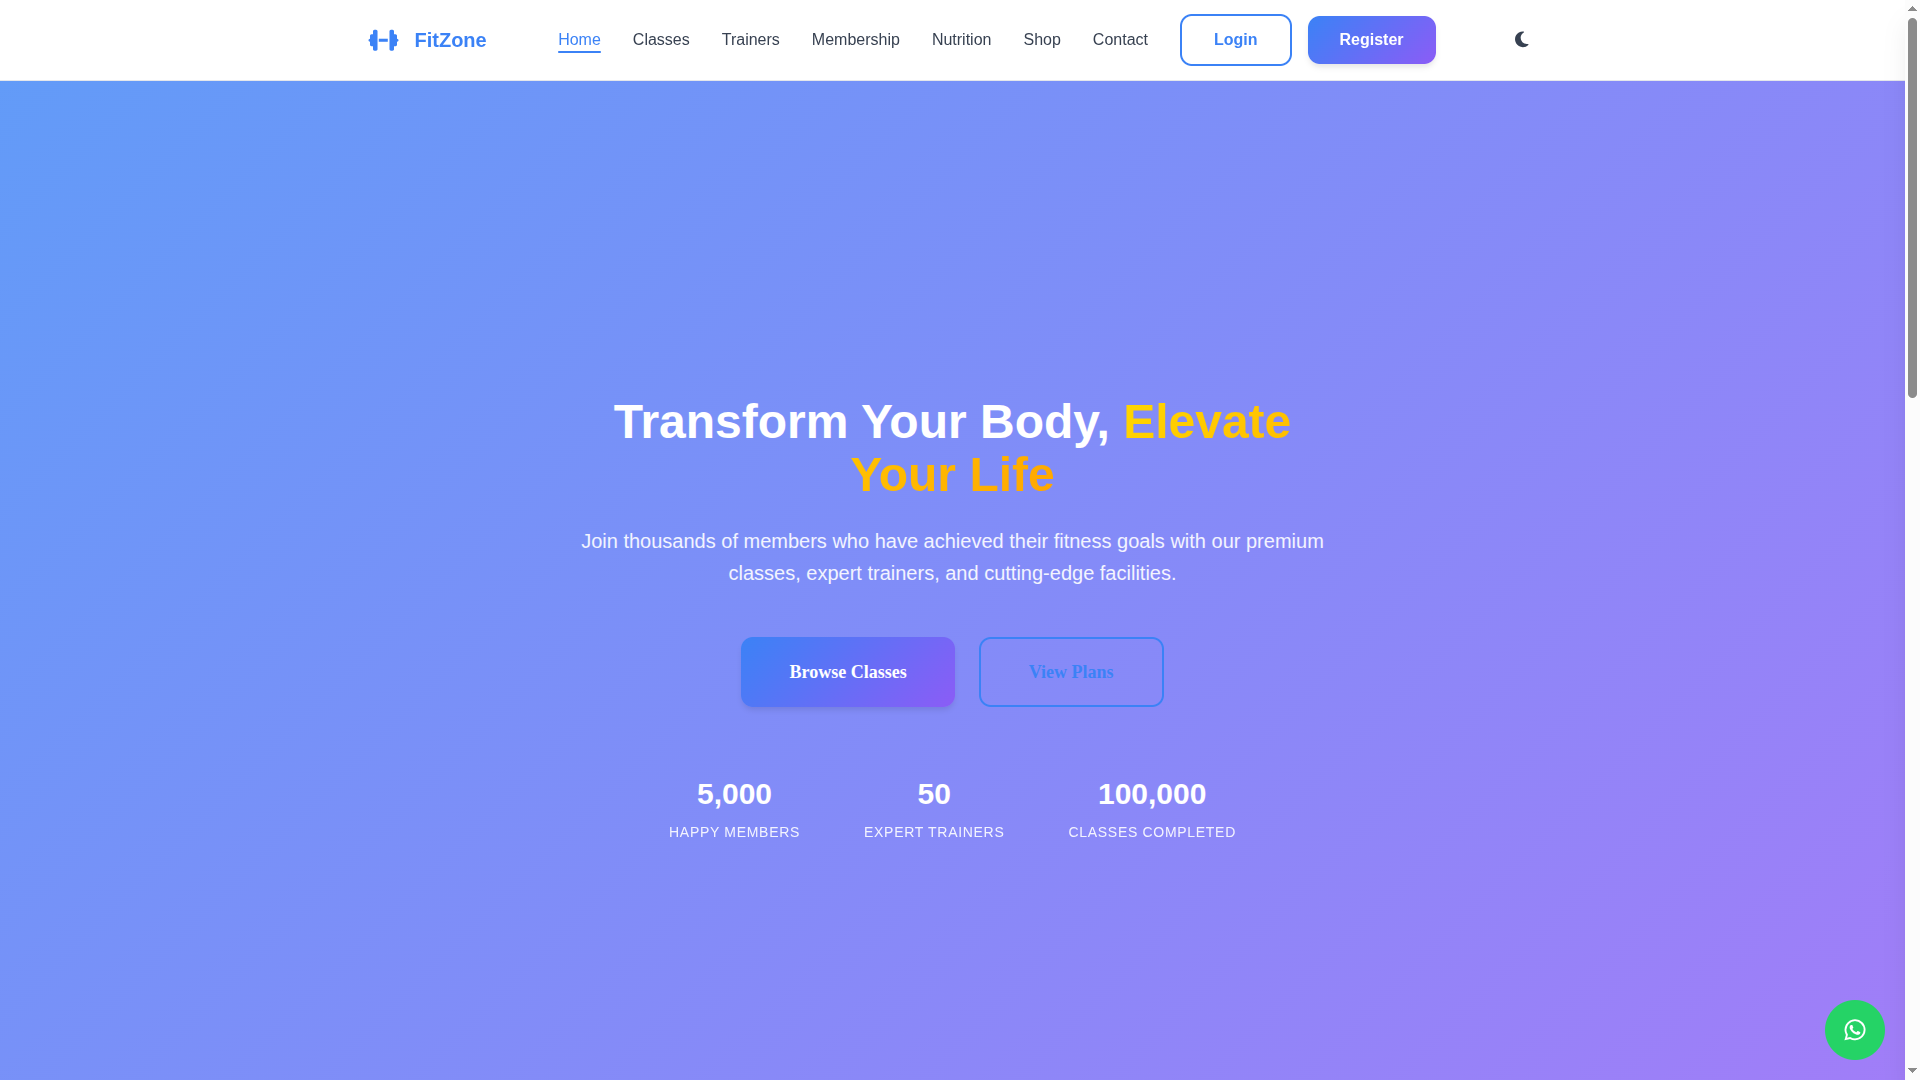 FitZone
Home
Classes
Trainers
Membership
Nutrition
Shop
Contact
Login
Register
Transform Your Body, Elevate
Your Life
Join thousands of members who have achieved their fitness goals with our premium
classes, expert trainers, and cutting-edge facilities.
Browse Classes
View Plans
5,000
HAPPY MEMBERS
50
EXPERT TRAINERS
100,000
CLASSES COMPLETED